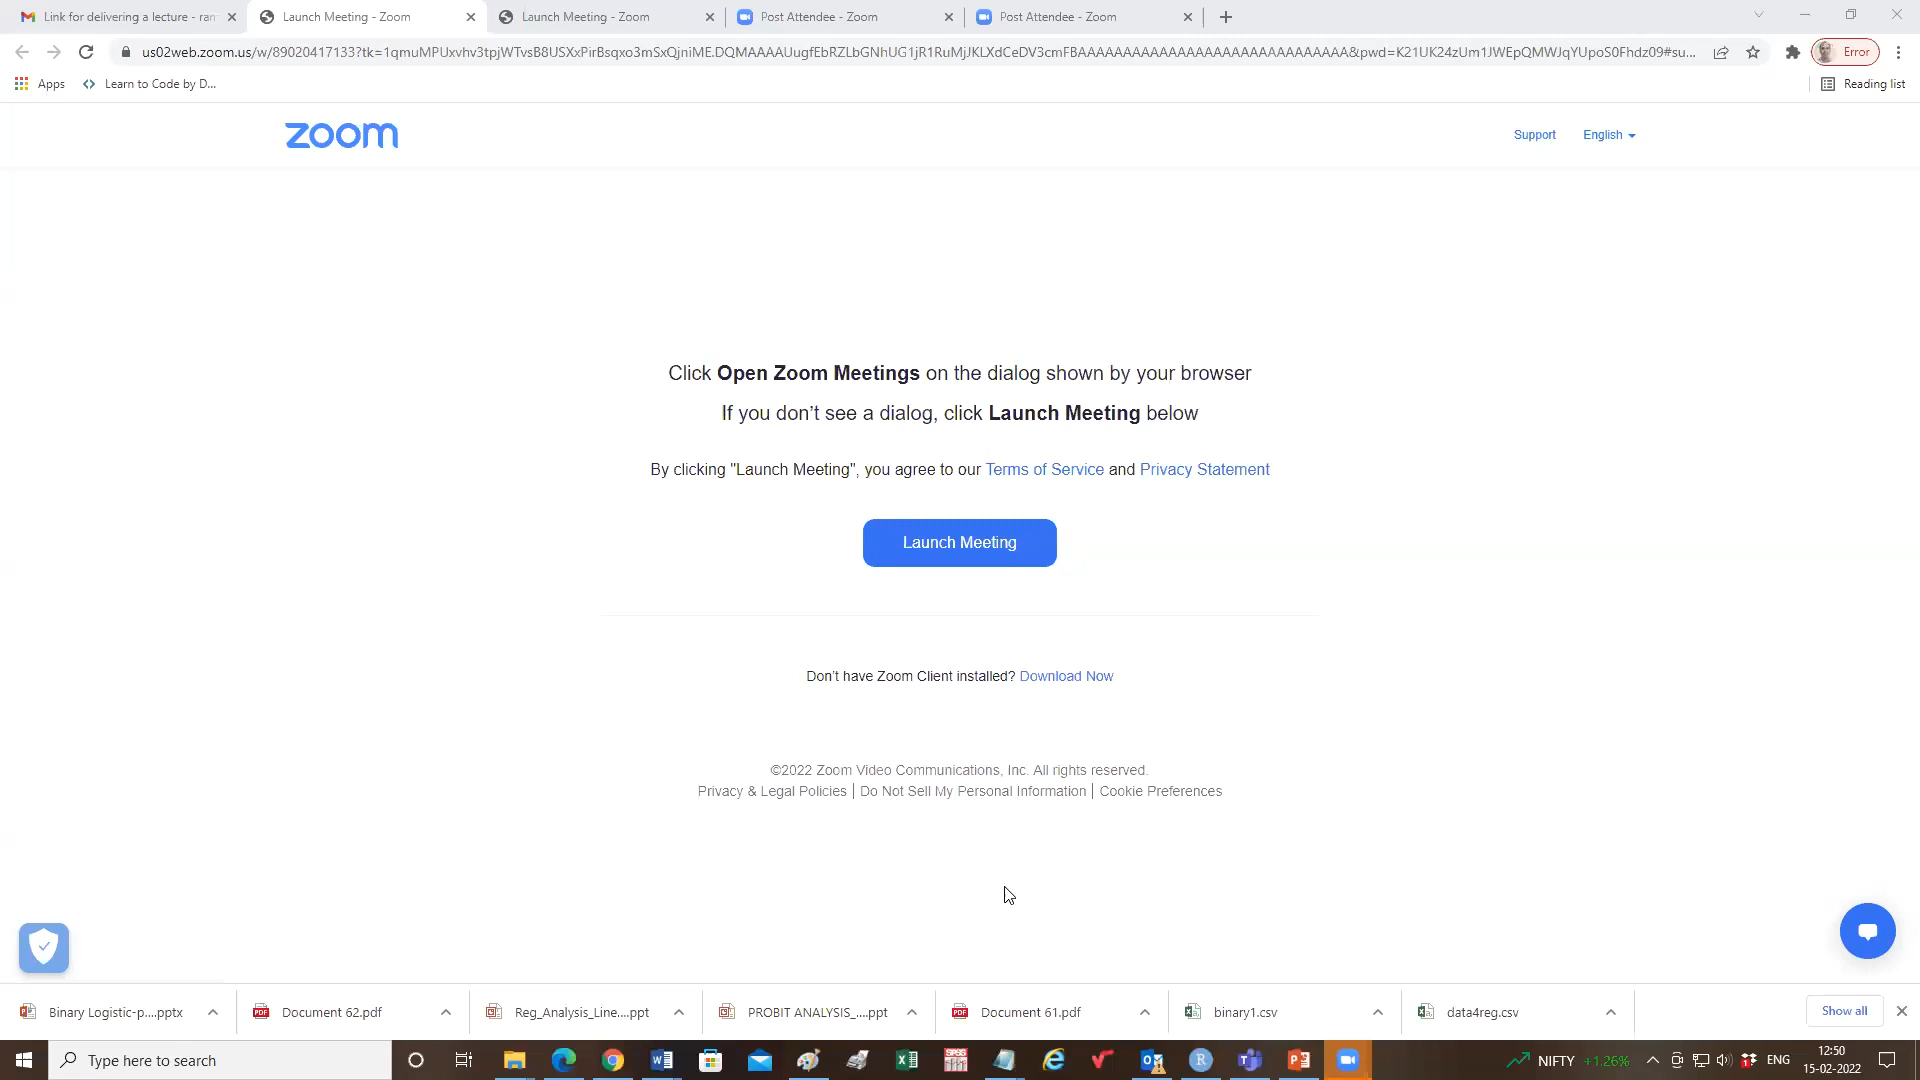 Link for delivering a lecture - ran
Launch Meeting - Zoom
Launch Meeting - Zoom
Post Attendee - Zoom
Post Attendee - Zoom
us02web.zoom.us/w/89020417133?tk=1qmuMPUxvhv3tpjWTvsB8USXxPirBsqxo3mSxQjniME.DQMAAAAUugfEbRZLbGNhUG1jR1RuMjJKLXdCeDV3cmFBAAAAAAAAAAAAAAAAAAAAAAAAAAAAAA&pwd=K21UK24zUm1JWEpQMWJqYUpoS0Fhdz09#su...
Error
Apps
Learn to Code by D...
Reading list
zoom
Support
English
Click Open Zoom Meetings on the dialog shown by your browser
If you don't see a dialog, click Launch Meeting below
By clicking "Launch Meeting", you agree to our Terms of Service and Privacy Statement
Launch Meeting
Don't have Zoom Client installed? Download Now
©2022 Zoom Video Communications, Inc. All rights reserved.
Privacy & Legal Policies | Do Not Sell My Personal Information | Cookie Preferences
Binary Logistic-p....pptx
Document 62.pdf
Reg_Analysis_Line....ppt
PROBIT ANALYSIS_....ppt
Document 61.pdf
binary1.csv
data4reg.csv
Show all
Type here to search
NIFTY +1.26%
ENG
12:50
15-02-2022